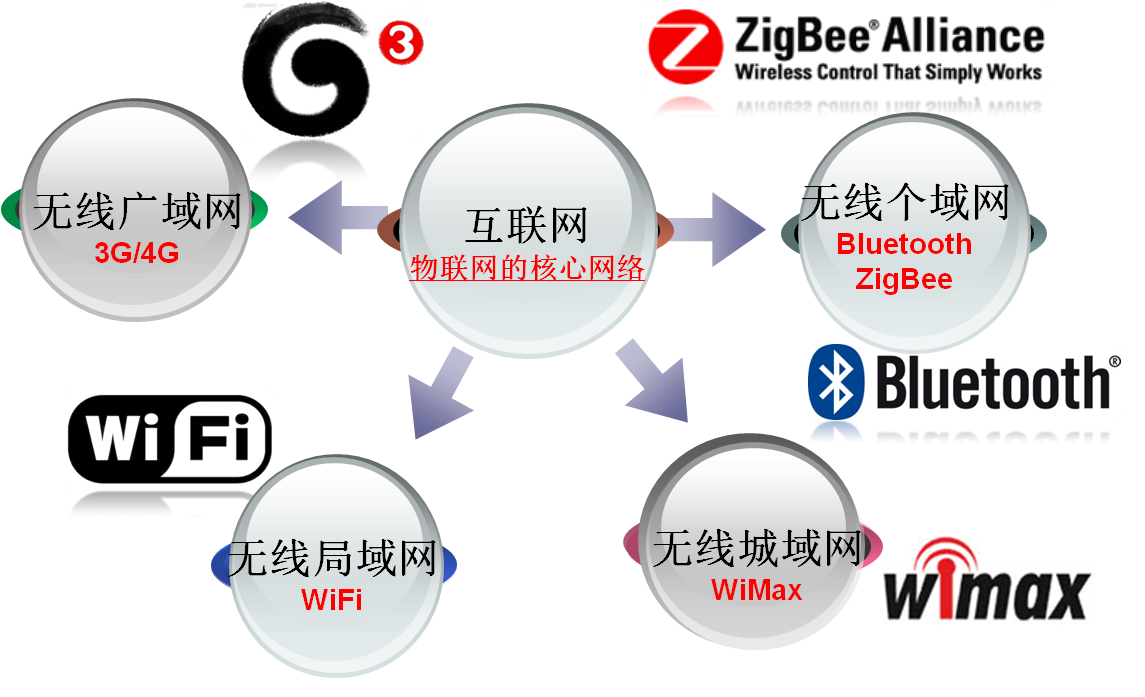 3
ZigBee® Alliance
Wireless Control That Simply Works
无线广域网
3G/4G
互联网
物联网的核心网络
无线个域网
Bluetooth
ZigBee
Bluetooth®
WiFi
无线局域网
WiFi
无线城域网
WiMax
wimax